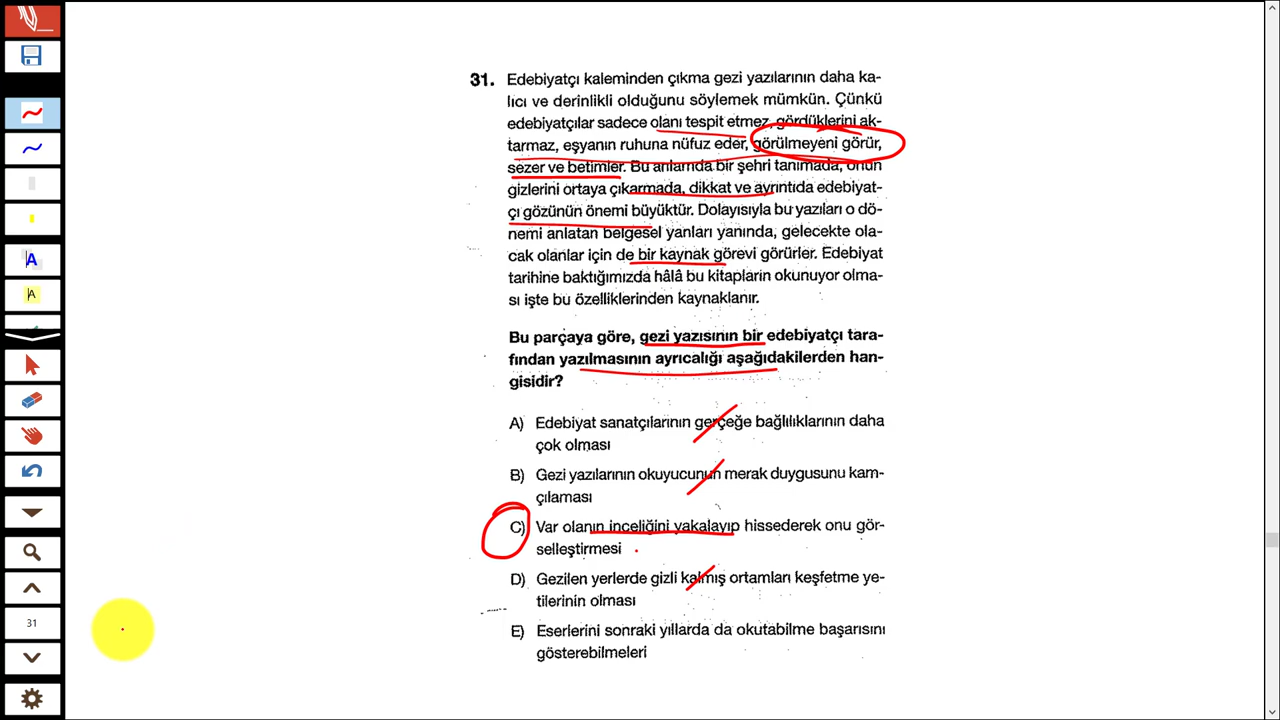 31. Edebiyatçı kaleminden çıkma gezi yazılarının daha ka-
lıcı ve derinlikli olduğunu söylemek mümkün. Çünkü
edebiyatçılar sadece olanı tespit etmez, gördüklerini ak-
tarmaz, eşyanın ruhuna nüfuz eder, görülmeyeni görür,
sezer ve betimler. Bu anlamda bir şehri tanımada, onun
gizlerini ortaya çıkarmada, dikkat ve ayrıntıda edebiyat-
çı gözünün önemi büyüktür. Dolayısıyla bu yazıları o dö-
nemi anlatan belgesel yanları yanında, gelecekte ola-
cak olanlar için de bir kaynak görevi görürler. Edebiyat
tarihine baktığımızda hâlâ bu kitapların okunuyor olma-
sı işte bu özelliklerinden kaynaklanır.
Bu parçaya göre, gezi yazısının bir edebiyatçı tara-
fından yazılmasının ayrıcalığı aşağıdakilerden han-
gisidir?
A) Edebiyat sanatçılarının gerçeğe bağlılıklarının daha
çok olması
B) Gezi yazılarının okuyucunun merak duygusunu kam-
çılaması
C) Var olanın inceliğini yakalayıp hissederek onu gör-
selleştirmesi
D) Gezilen yerlerde gizli kalmış ortamları keşfetme ye-
tilerinin olması
E) Eserlerini sonraki yıllarda da okutabilme başarısını
gösterebilmeleri
A
A
31